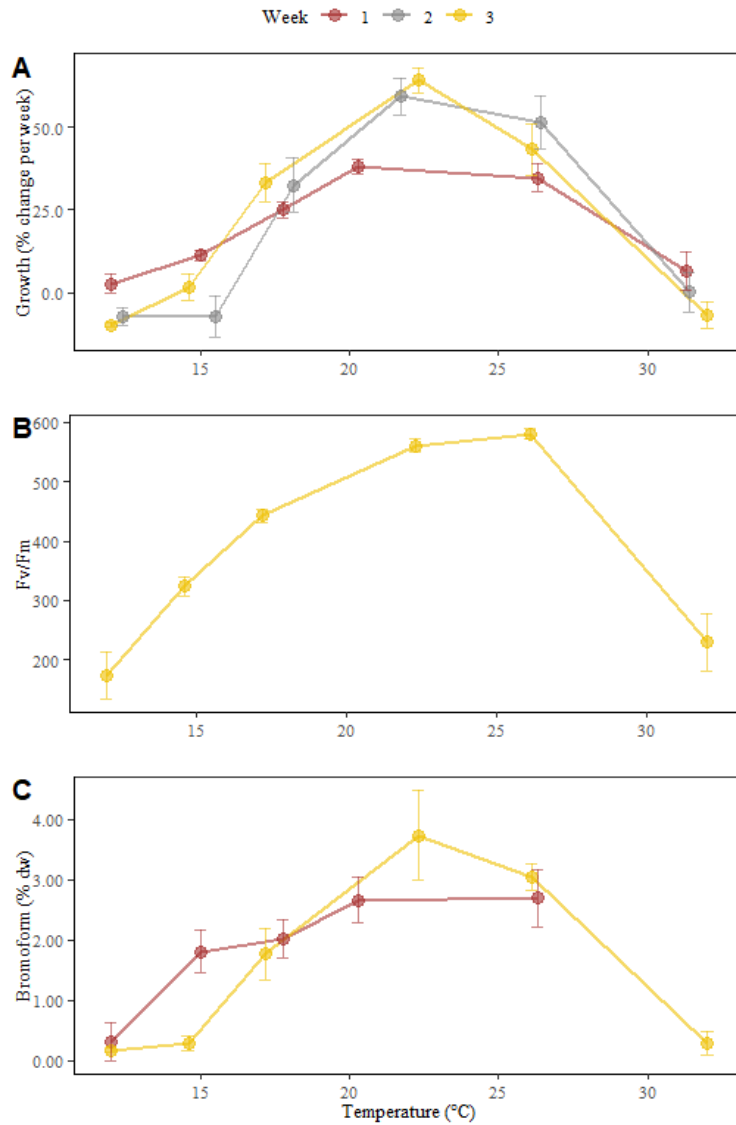 Week 1 2 3
A
Growth (% change per week)
50.0
25.0
0.0
15 20 25 30
B
Fv/Fm
600
500
400
300
200
15 20 25 30
C
Bromoform (% dw)
4.00
3.00
2.00
1.00
0.00
15 20 25 30
Temperature (°C)